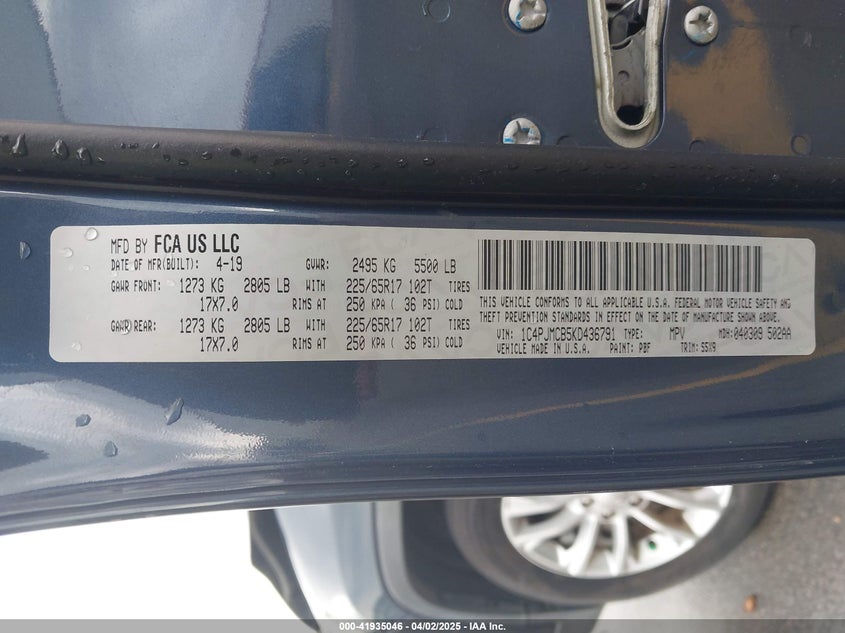 MFD BY FCA US LLC
DATE OF MFR(BUILT): 4-19 GVWR: 2495 KG 5500 LB
GAWR FRONT: 1273 KG 2805 LB WITH 225/65R17 102T TIRES
17X7.0 RIMS AT 250 KPA ( 36 PSI) COLD
GAWR REAR: 1273 KG 2805 LB WITH 225/65R17 102T TIRES
17X7.0 RIMS AT 250 KPA ( 36 PSI) COLD
THIS VEHICLE CONFORMS TO ALL APPLICABLE U.S.A. FEDERAL MOTOR VEHICLE SAFETY AND
THEFT PREVENTION STANDARDS IN EFFECT ON THE DATE OF MANUFACTURE SHOWN ABOVE.
VIN: 1C4PJMCB5KD436791 TYPE: MPV MDH: 040309 502AA
MADE IN U.S.A. PAINT: PBF TRIM: S5X9
000-41935046 - 04/02/2025 - IAA Inc.